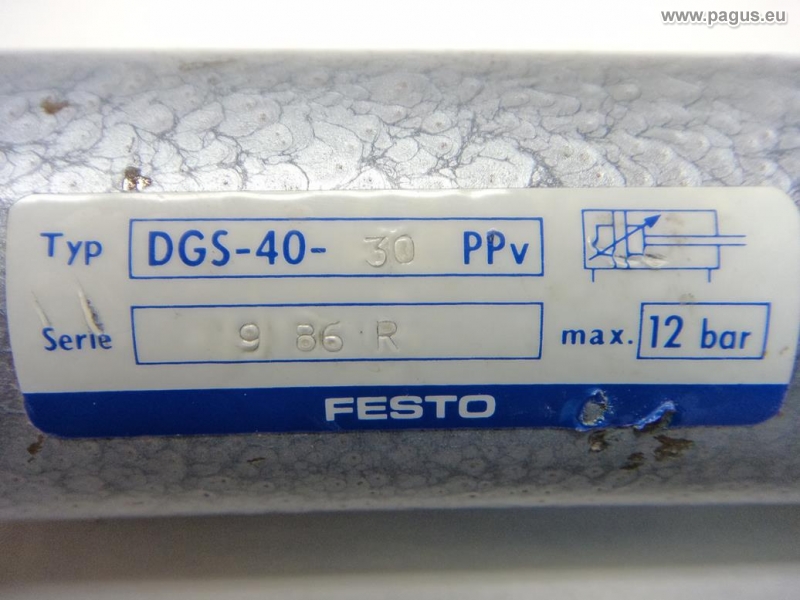 www.pagus.eu
Typ DGS-40- 30 PPv
Serie 9 86 R max. 12 bar
FESTO